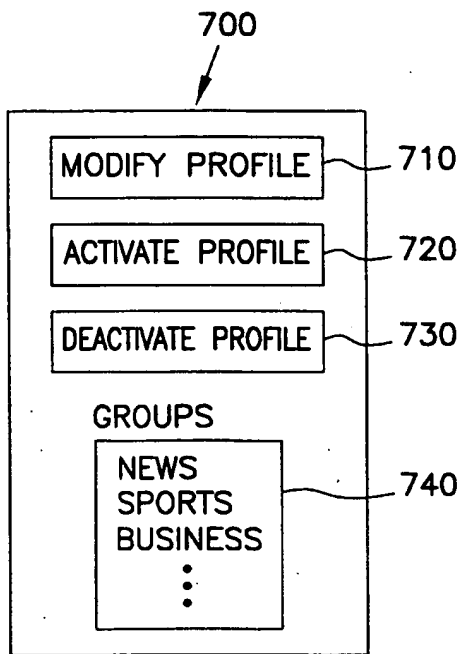 700
MODIFY PROFILE 710
ACTIVATE PROFILE 720
DEACTIVATE PROFILE 730
GROUPS
NEWS
SPORTS
BUSINESS
740